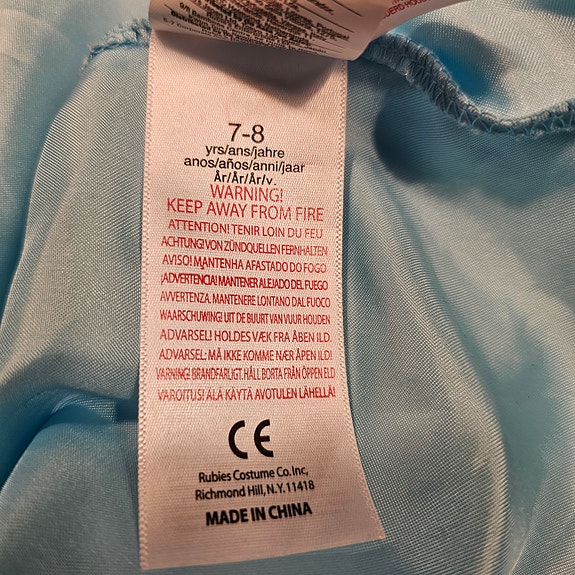 7-8
yrs/ans/jahre
anos/años/anni/jaar
År/År/År/v.
WARNING!
KEEP AWAY FROM FIRE
ATTENTION! TENIR LOIN DU FEU
ACHTUNG! VON ZÜNDQUELLEN FERNHALTEN
AVISO! MANTENHA AFASTADO DO FOGO
¡ADVERTENCIA! MANTENER ALEJADO DEL FUEGO
AVVERTENZA. MANTENERE LONTANO DAL FUOCO
WAARSCHUWING! UIT DE BUURT VAN VUUR HOUDEN
ADVARSEL! HOLDES VÆK FRA ÅBEN ILD.
ADVARSEL: MÅ IKKE KOMME NÆR ÅPEN ILD!
VARNING! BRANDFARLIGT. HÅLL BORTA FRÅN ÖPPEN ELD
VAROITUS! ÄLÄ KÄYTÄ AVOTULEN LÄHELLÄ!
CE
Rubies Costume Co. Inc,
Richmond Hill, N.Y. 11418
MADE IN CHINA